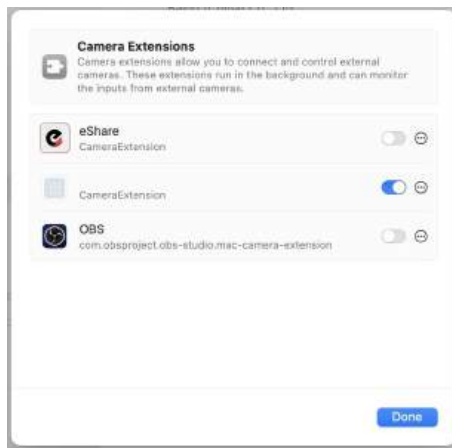 Camera Extensions
Camera extensions allow you to connect and control external
cameras. These extensions run in the background and can monitor
the inputs from external cameras.
eShare
CameraExtension
CameraExtension
OBS
com.obsproject.obs-studio.mac-camera-extension
Done